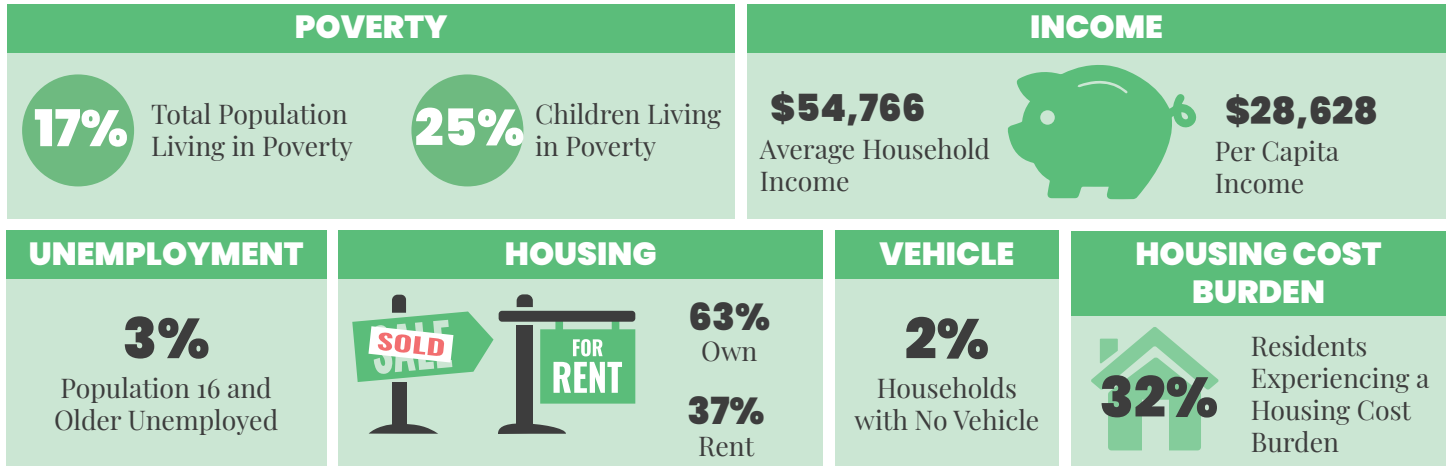 POVERTY
17%
Total Population
Living in Poverty
25%
Children Living
in Poverty
INCOME
$54,766
Average Household
Income
$28,628
Per Capita
Income
UNEMPLOYMENT
3%
Population 16 and
Older Unemployed
HOUSING
SALE
SOLD
FOR
RENT
63%
Own
37%
Rent
VEHICLE
2%
Households
with No Vehicle
HOUSING COST
BURDEN
32%
Residents
Experiencing a
Housing Cost
Burden